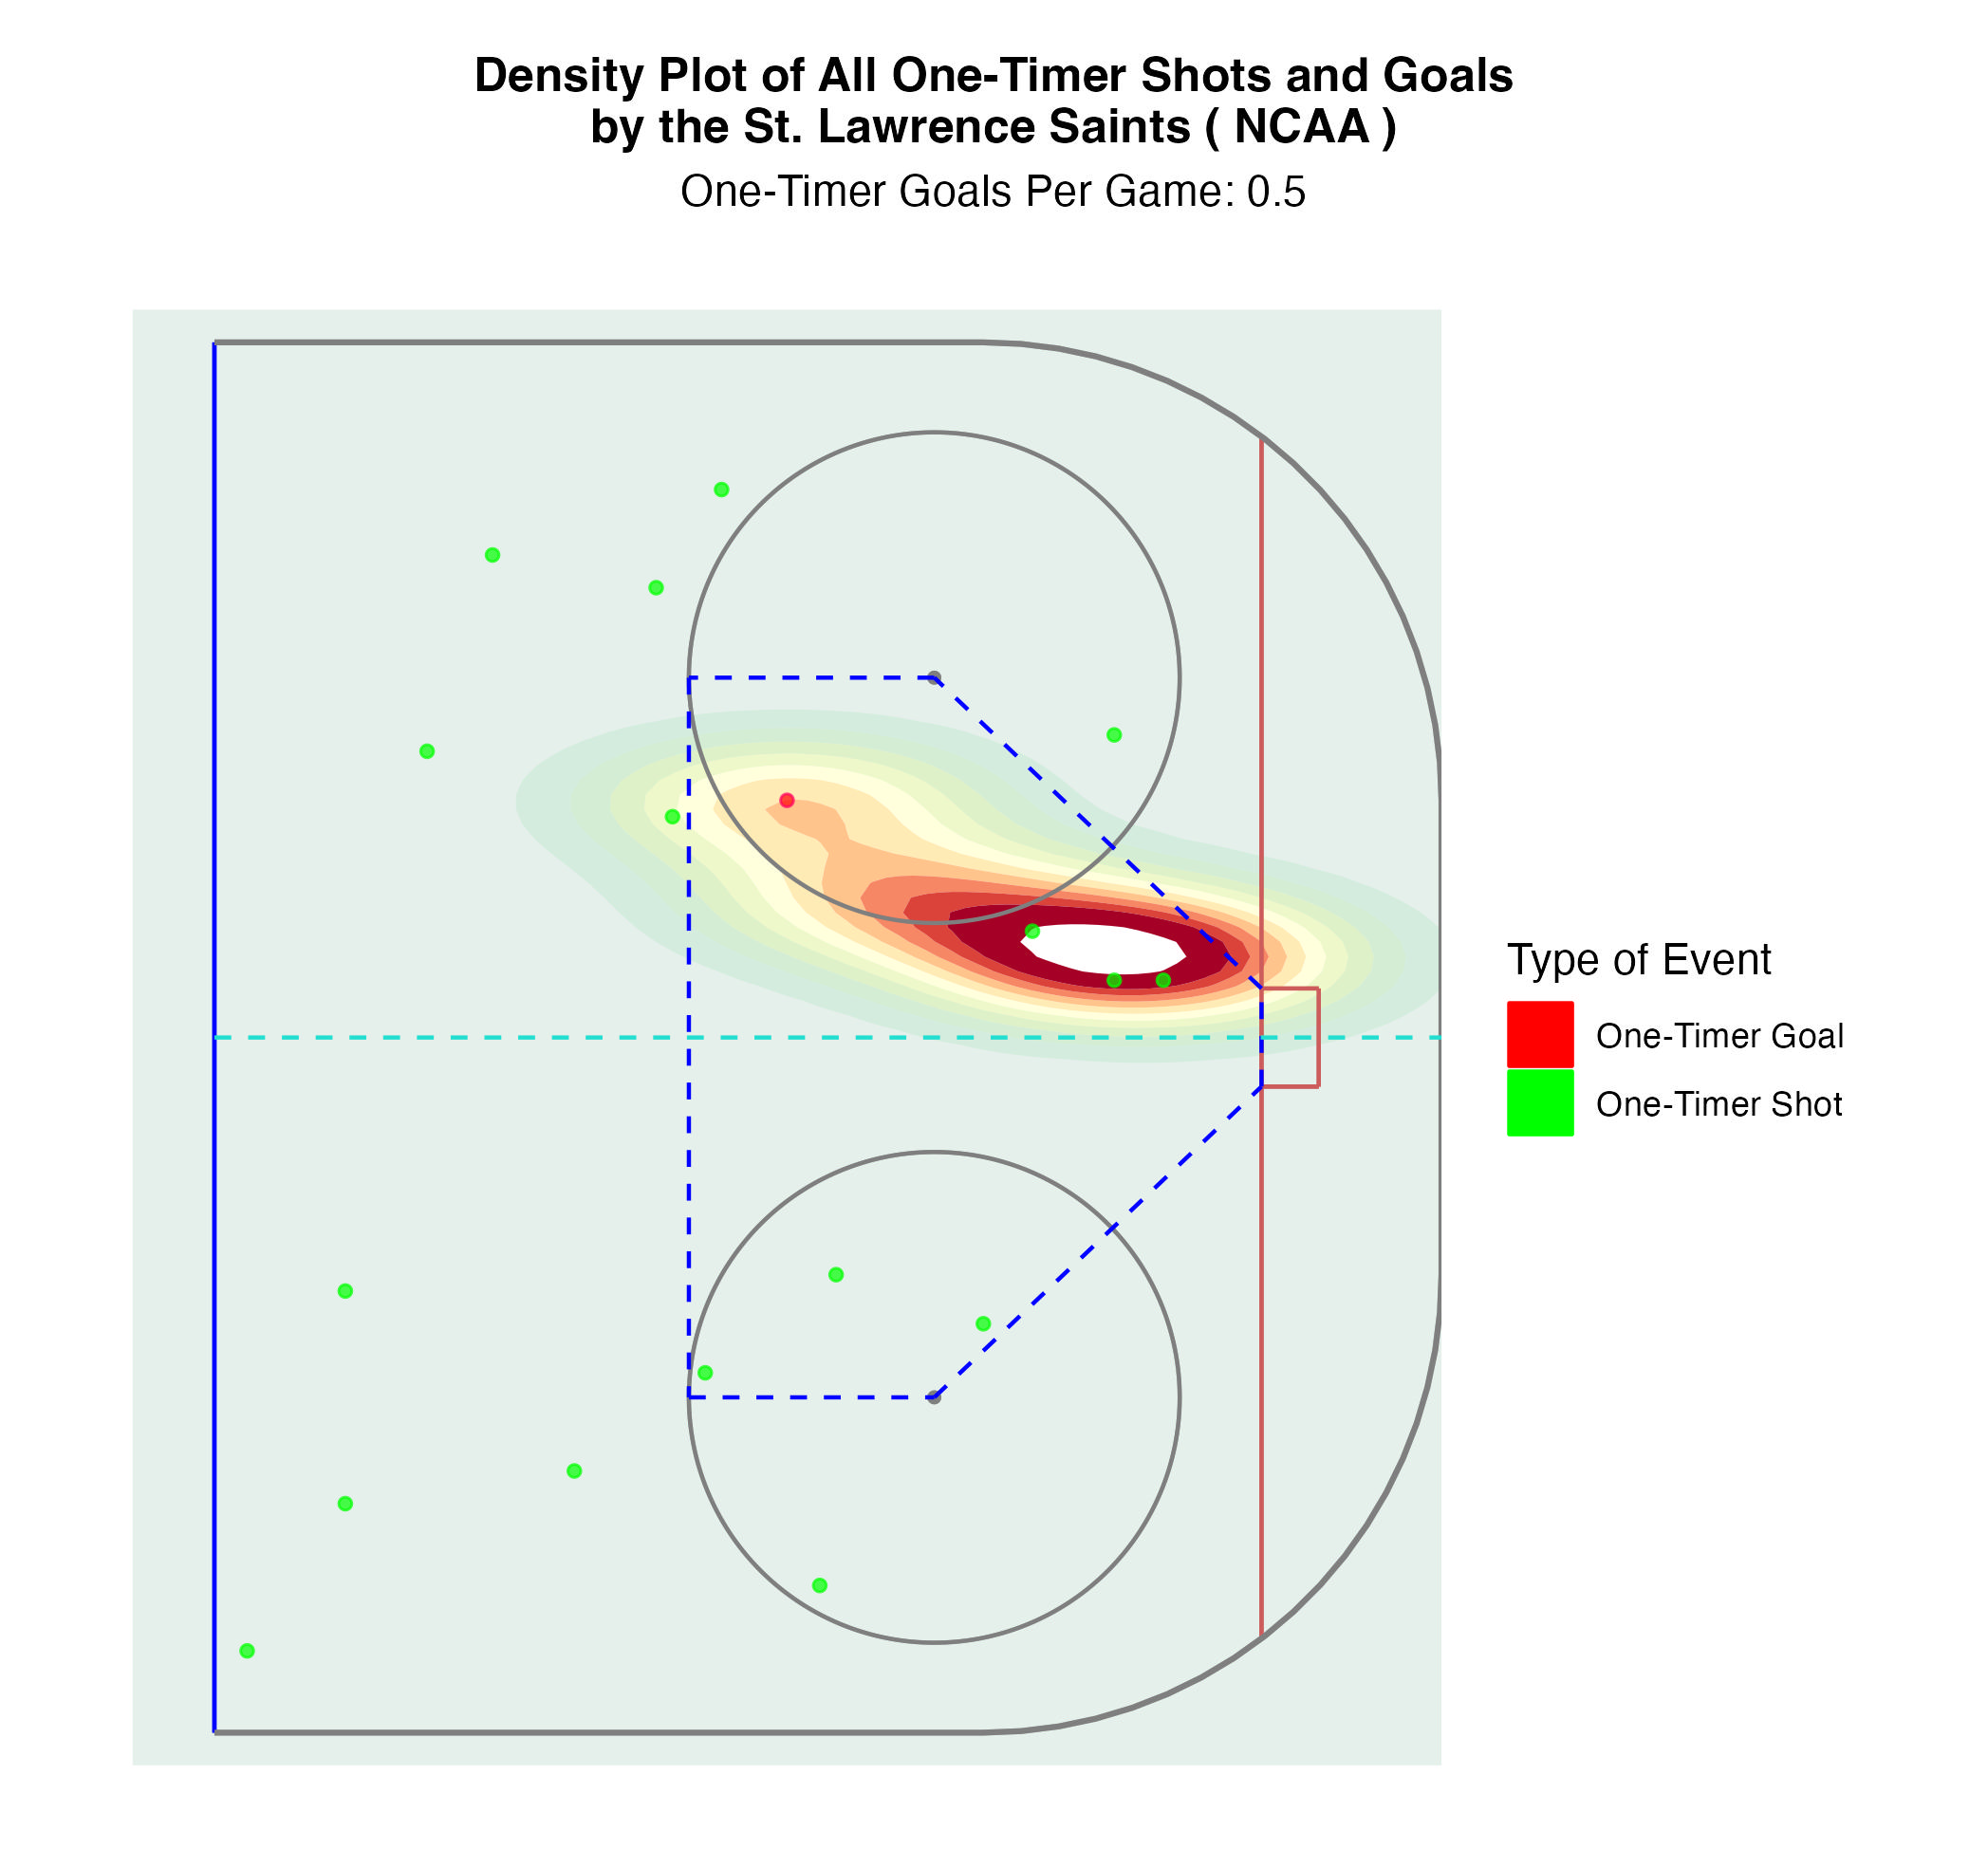 Density Plot of All One-Timer Shots and Goals
by the St. Lawrence Saints ( NCAA )
One-Timer Goals Per Game: 0.5
Type of Event
One-Timer Goal
One-Timer Shot